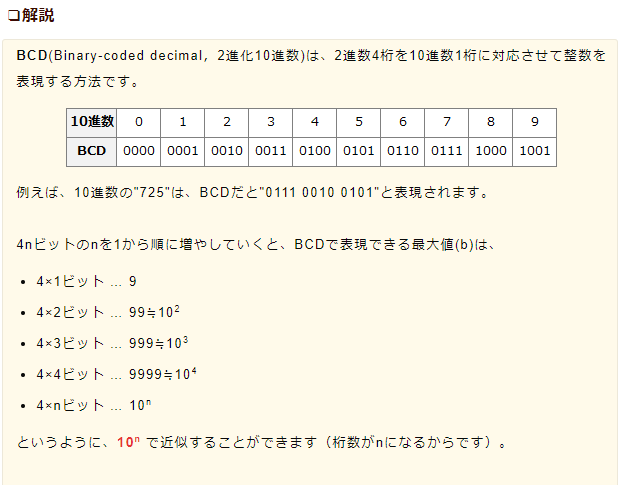 ❏解説
BCD(Binary-coded decimal，2進化10進数)は、2進数4桁を10進数1桁に対応させて整数を
表現する方法です。
10進数 0 1 2 3 4 5 6 7 8 9
BCD 0000 0001 0010 0011 0100 0101 0110 0111 1000 1001
例えば、10進数の"725"は、BCDだと"0111 0010 0101"と表現されます。
4nビットのnを1から順に増やしていくと、BCDで表現できる最大値(b)は、
• 4×1ビット … 9
• 4×2ビット … 99≒10²
• 4×3ビット … 999≒10³
• 4×4ビット … 9999≒10⁴
• 4×nビット … 10ⁿ
というように、10ⁿ で近似することができます（桁数がnになるからです）。